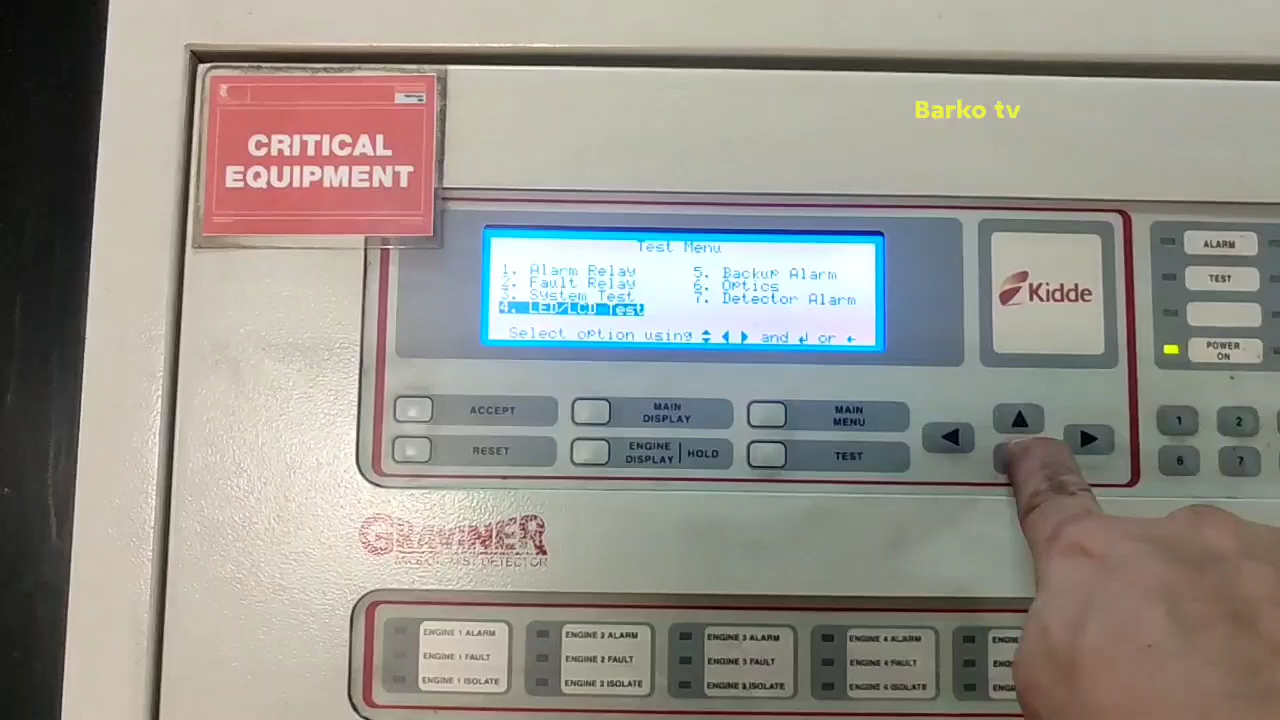 Barko tv
CRITICAL
EQUIPMENT
Test Menu
1. Alarm Relay
2. Fault Relay
3. System Test
4. LED/LCD Test
5. Backup Alarm
6. Optics
7. Detector Alarm
Select option using ▲▼ ◀ ▶ and ↵ or ←
Kidde
ALARM
TEST
POWER
ON
ACCEPT
MAIN
DISPLAY
MAIN
MENU
RESET
ENGINE
DISPLAY
HOLD
TEST
1
2
6
7
GRAVINER
ENGINE 1 ALARM
ENGINE 1 FAULT
ENGINE 1 ISOLATE
ENGINE 2 ALARM
ENGINE 2 FAULT
ENGINE 2 ISOLATE
ENGINE 3 ALARM
ENGINE 3 FAULT
ENGINE 3 ISOLATE
ENGINE 4 ALARM
ENGINE 4 FAULT
ENGINE 4 ISOLATE